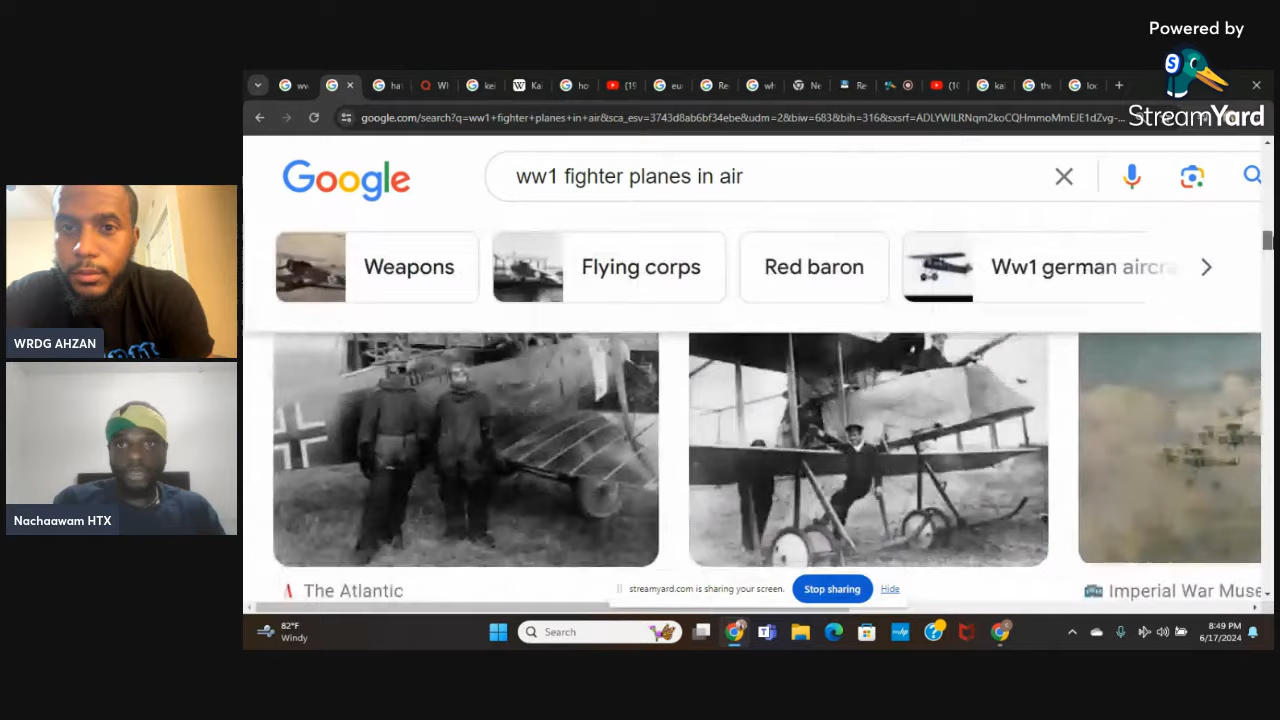 Powered by
StreamYard
google.com/search?q=ww1+fighter+planes+in+air&sca_esv=3743d8ab6bf34ebe&udm=2&biw=683&bih=316&sxsrf=ADLYWILRNqm2koCQHmmoMmEJE1dZvg-...
Google
ww1 fighter planes in air
Weapons
Flying corps
Red baron
Ww1 german aircra
WRDG AHZAN
Nachaawam HTX
The Atlantic
streamyard.com is sharing your screen.
Stop sharing
Hide
Imperial War Muse
82°F
Windy
Search
8:49 PM
6/17/2024